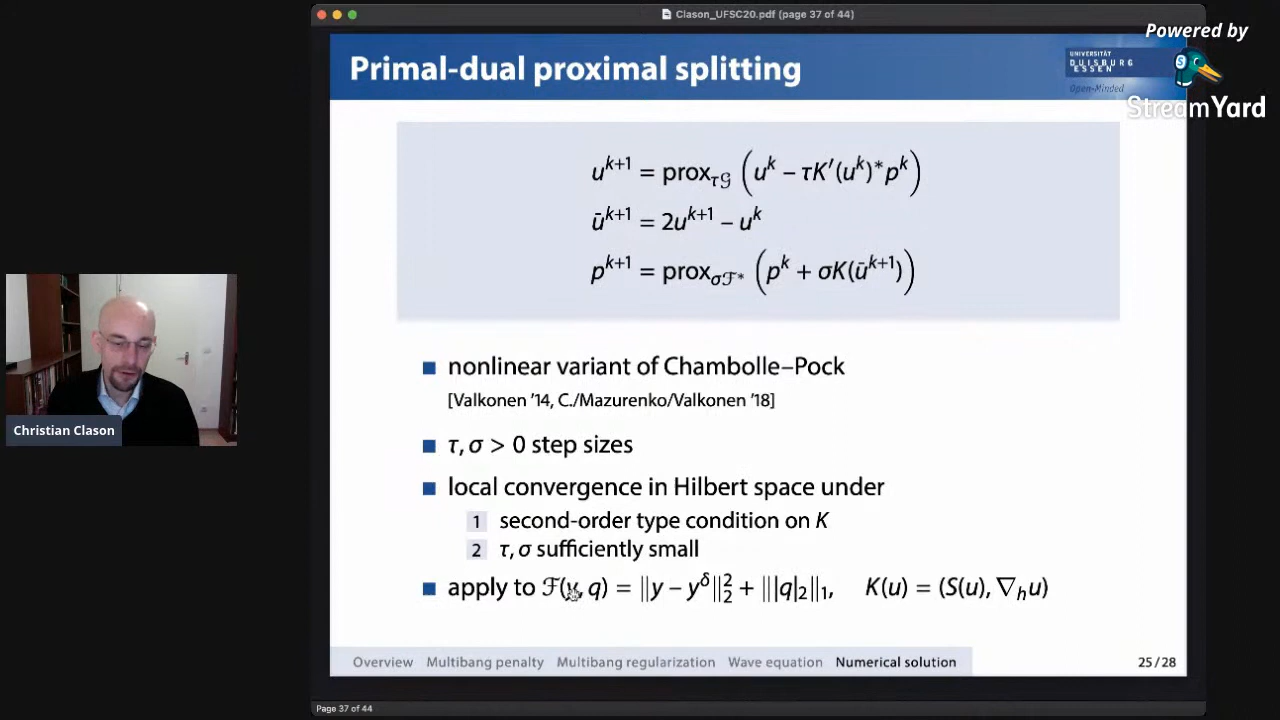 Clason_UFSC20.pdf (page 37 of 44)
Powered by
StreamYard
Primal-dual proximal splitting
UNIVERSITÄT
DUISBURG
ESSEN
Open-Minded
u^{k+1} = prox_{τ𝒢} (u^k – τK′(u^k)*p^k)
ū^{k+1} = 2u^{k+1} – u^k
p^{k+1} = prox_{σℱ*} (p^k + σK(ū^{k+1}))
■ nonlinear variant of Chambolle–Pock
[Valkonen ’14, C./Mazurenko/Valkonen ’18]
■ τ, σ > 0 step sizes
■ local convergence in Hilbert space under
1 second-order type condition on K
2 τ, σ sufficiently small
■ apply to ℱ(y, q) = ‖y – y^δ‖_2^2 + ‖|q|_2‖_1, K(u) = (S(u), ∇_h u)
Christian Clason
Overview Multibang penalty Multibang regularization Wave equation Numerical solution 25 / 28
Page 37 of 44